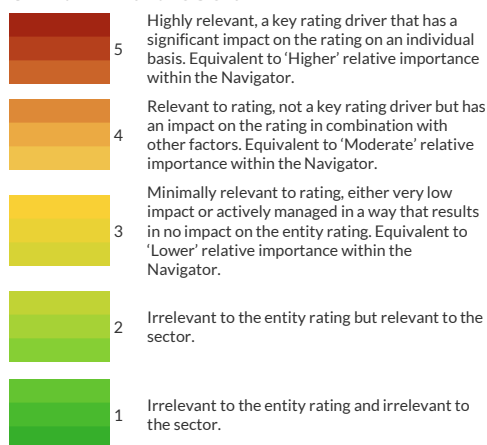 Highly relevant, a key rating driver that has a
significant impact on the rating on an individual
5
basis. Equivalent to ‘Higher’ relative importance
within the Navigator.
Relevant to rating, not a key rating driver but has
an impact on the rating in combination with
4
other factors. Equivalent to ‘Moderate’ relative
importance within the Navigator.
Minimally relevant to rating, either very low
impact or actively managed in a way that results
3
in no impact on the entity rating. Equivalent to
‘Lower’ relative importance within the
Navigator.
2
Irrelevant to the entity rating but relevant to the
sector.
1
Irrelevant to the entity rating and irrelevant to
the sector.